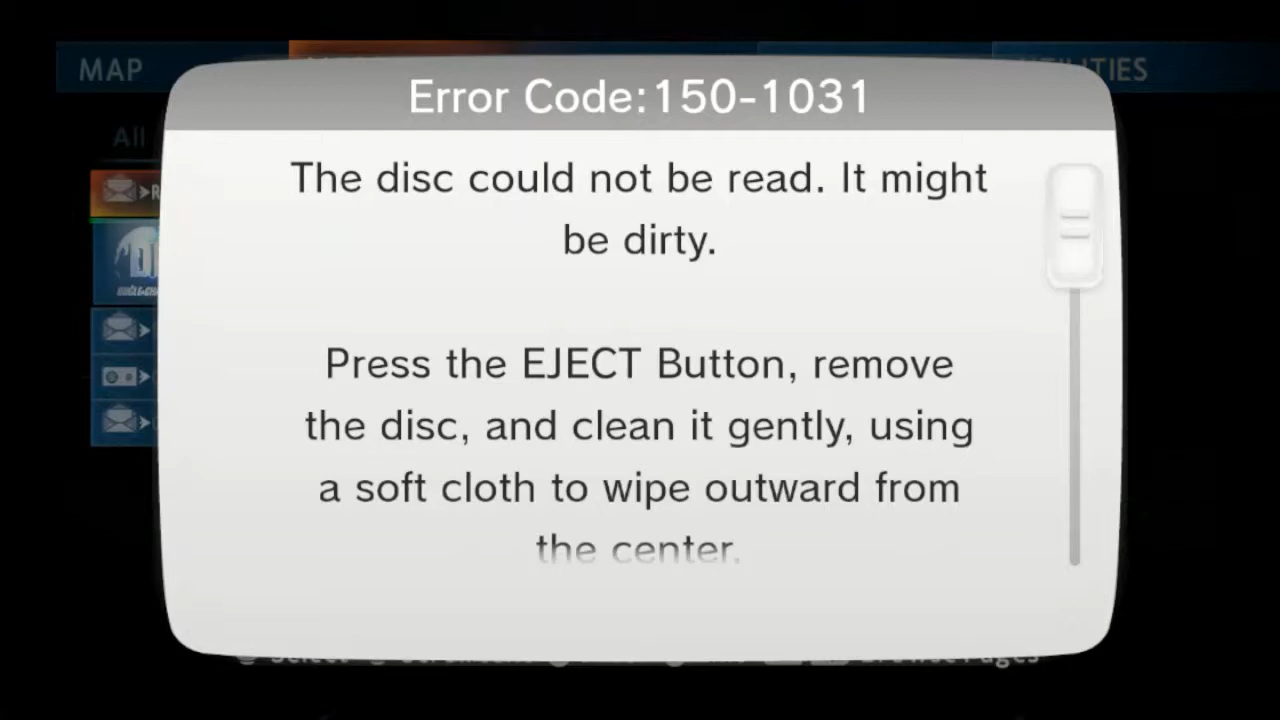 MAP
Error Code:150-1031
All
The disc could not be read. It might
be dirty.
Press the EJECT Button, remove
the disc, and clean it gently, using
a soft cloth to wipe outward from
the center.